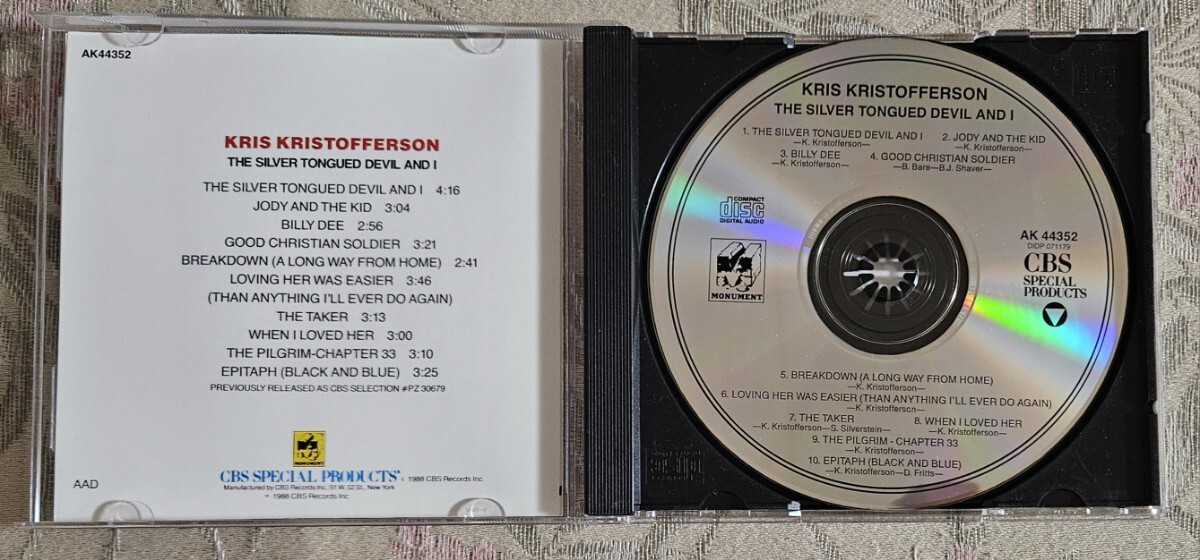 AK44352
KRIS KRISTOFFERSON
THE SILVER TONGUED DEVIL AND I
THE SILVER TONGUED DEVIL AND I 4:16
JODY AND THE KID 3:04
BILLY DEE 2:56
GOOD CHRISTIAN SOLDIER 3:21
BREAKDOWN (A LONG WAY FROM HOME) 2:41
LOVING HER WAS EASIER 3:46
(THAN ANYTHING I'LL EVER DO AGAIN)
THE TAKER 3:13
WHEN I LOVED HER 3:00
THE PILGRIM-CHAPTER 33 3:10
EPITAPH (BLACK AND BLUE) 3:25
PREVIOUSLY RELEASED AS CBS SELECTION #PZ 30679
MONUMENT
CBS SPECIAL PRODUCTS © 1988 CBS Records Inc.
Manufactured by CBS Records Inc. /51 W. 52 St., New York
℗ 1988 CBS Records Inc.
AAD
KRIS KRISTOFFERSON
THE SILVER TONGUED DEVIL AND I
1. THE SILVER TONGUED DEVIL AND I 2. JODY AND THE KID
—K. Kristofferson— —K. Kristofferson—
3. BILLY DEE 4. GOOD CHRISTIAN SOLDIER
—K. Kristofferson— —B. Bare—B.J. Shaver—
COMPACT
disc
DIGITAL AUDIO
MONUMENT
AK 44352
DIDP 071179
CBS
SPECIAL
PRODUCTS
5. BREAKDOWN (A LONG WAY FROM HOME)
—K. Kristofferson—
6. LOVING HER WAS EASIER (THAN ANYTHING I'LL EVER DO AGAIN)
—K. Kristofferson—
7. THE TAKER 8. WHEN I LOVED HER
—K. Kristofferson—S. Silverstein— —K. Kristofferson—
9. THE PILGRIM - CHAPTER 33
—K. Kristofferson—
10. EPITAPH (BLACK AND BLUE)
—K. Kristofferson—D. Fritts—